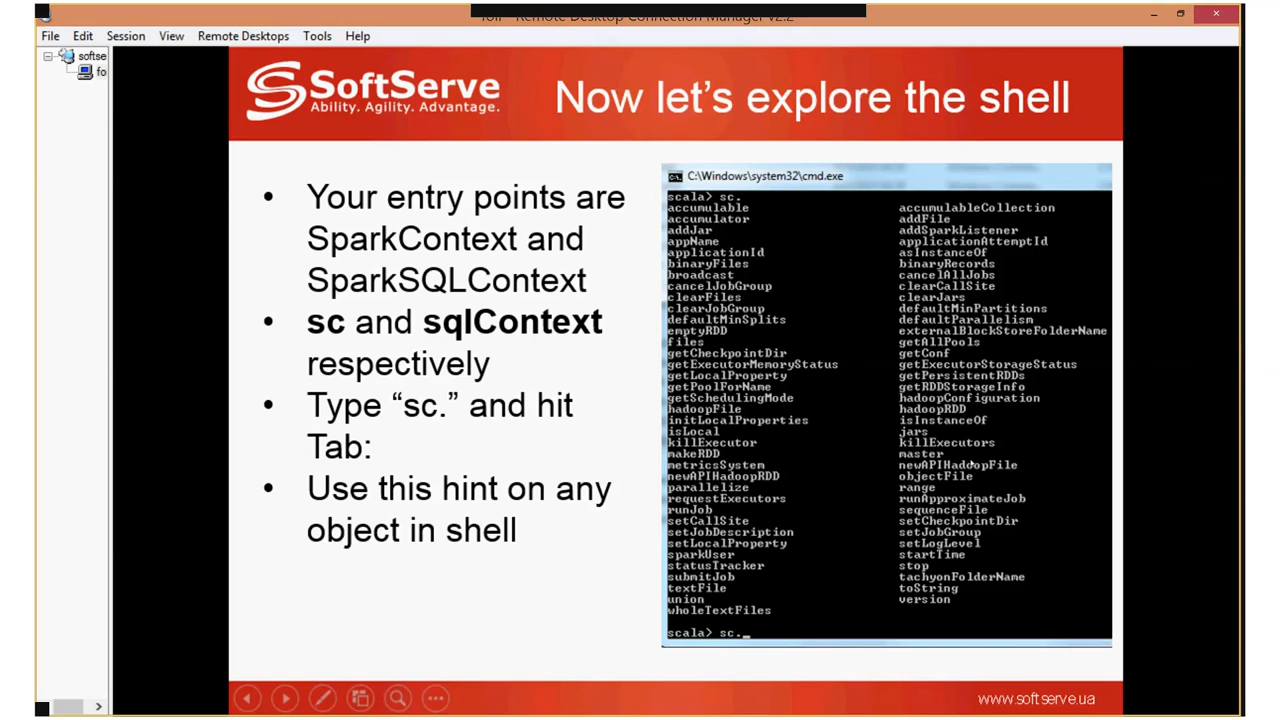 Remote Desktop Connection Manager v2.2
File Edit Session View Remote Desktops Tools Help
softse
fo
SoftServe
Ability. Agility. Advantage.
Now let's explore the shell
• Your entry points are
SparkContext and
SparkSQLContext
• sc and sqlContext
respectively
• Type “sc.” and hit
Tab:
• Use this hint on any
object in shell
C:\Windows\system32\cmd.exe
scala> sc.
accumulable accumulableCollection
accumulator addFile
addJar addSparkListener
appName applicationAttemptId
applicationId asInstanceOf
binaryFiles binaryRecords
broadcast cancelAllJobs
cancelJobGroup clearCallSite
clearFiles clearJars
clearJobGroup defaultMinPartitions
defaultMinSplits defaultParallelism
emptyRDD externalBlockStoreFolderName
files getAllPools
getCheckpointDir getConf
getExecutorMemoryStatus getExecutorStorageStatus
getLocalProperty getPersistentRDDs
getPoolForName getRDDStorageInfo
getSchedulingMode hadoopConfiguration
hadoopFile hadoopRDD
initLocalProperties isInstanceOf
isLocal jars
killExecutor killExecutors
makeRDD master
metricsSystem newAPIHadoopFile
newAPIHadoopRDD objectFile
parallelize range
requestExecutors runApproximateJob
runJob sequenceFile
setCallSite setCheckpointDir
setJobDescription setJobGroup
setLocalProperty setLogLevel
sparkUser startTime
statusTracker stop
submitJob tachyonFolderName
textFile toString
union version
wholeTextFiles
scala> sc._
www.softserve.ua